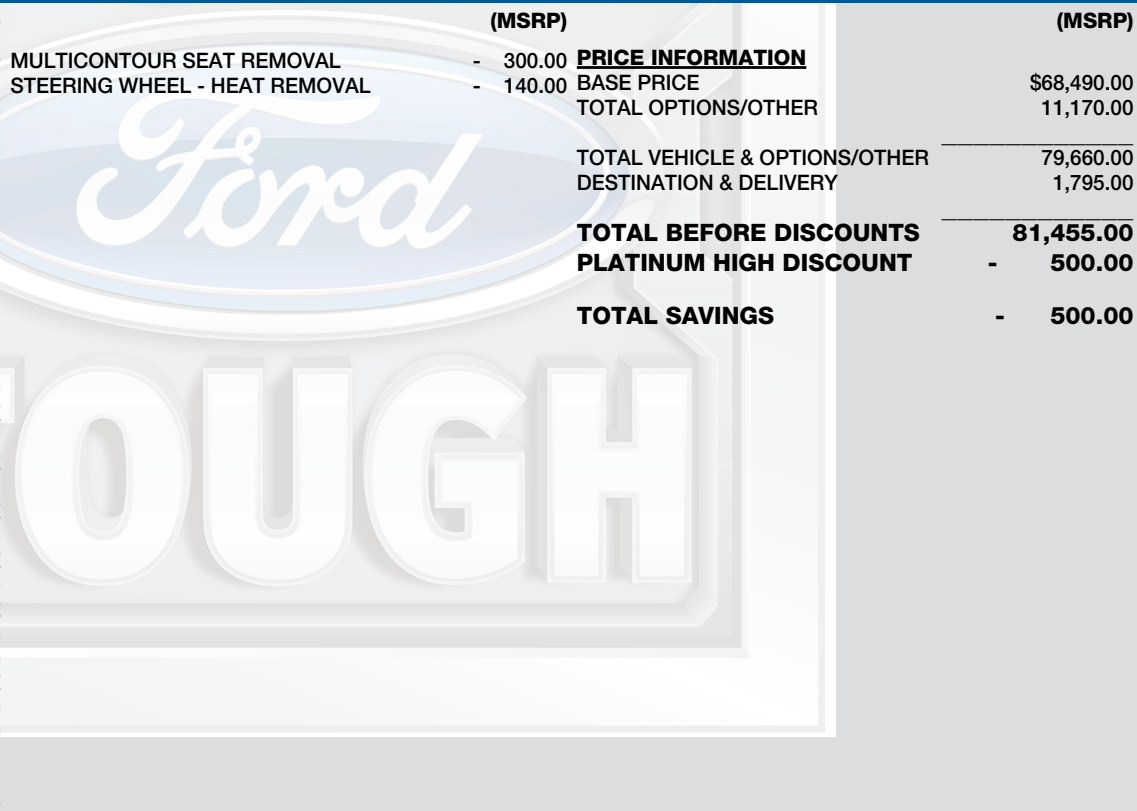 (MSRP)
MULTICONTOUR SEAT REMOVAL - 300.00
STEERING WHEEL - HEAT REMOVAL - 140.00
(MSRP)
PRICE INFORMATION
BASE PRICE $68,490.00
TOTAL OPTIONS/OTHER 11,170.00
TOTAL VEHICLE & OPTIONS/OTHER 79,660.00
DESTINATION & DELIVERY 1,795.00
TOTAL BEFORE DISCOUNTS 81,455.00
PLATINUM HIGH DISCOUNT - 500.00
TOTAL SAVINGS - 500.00
Ford
TOUGH